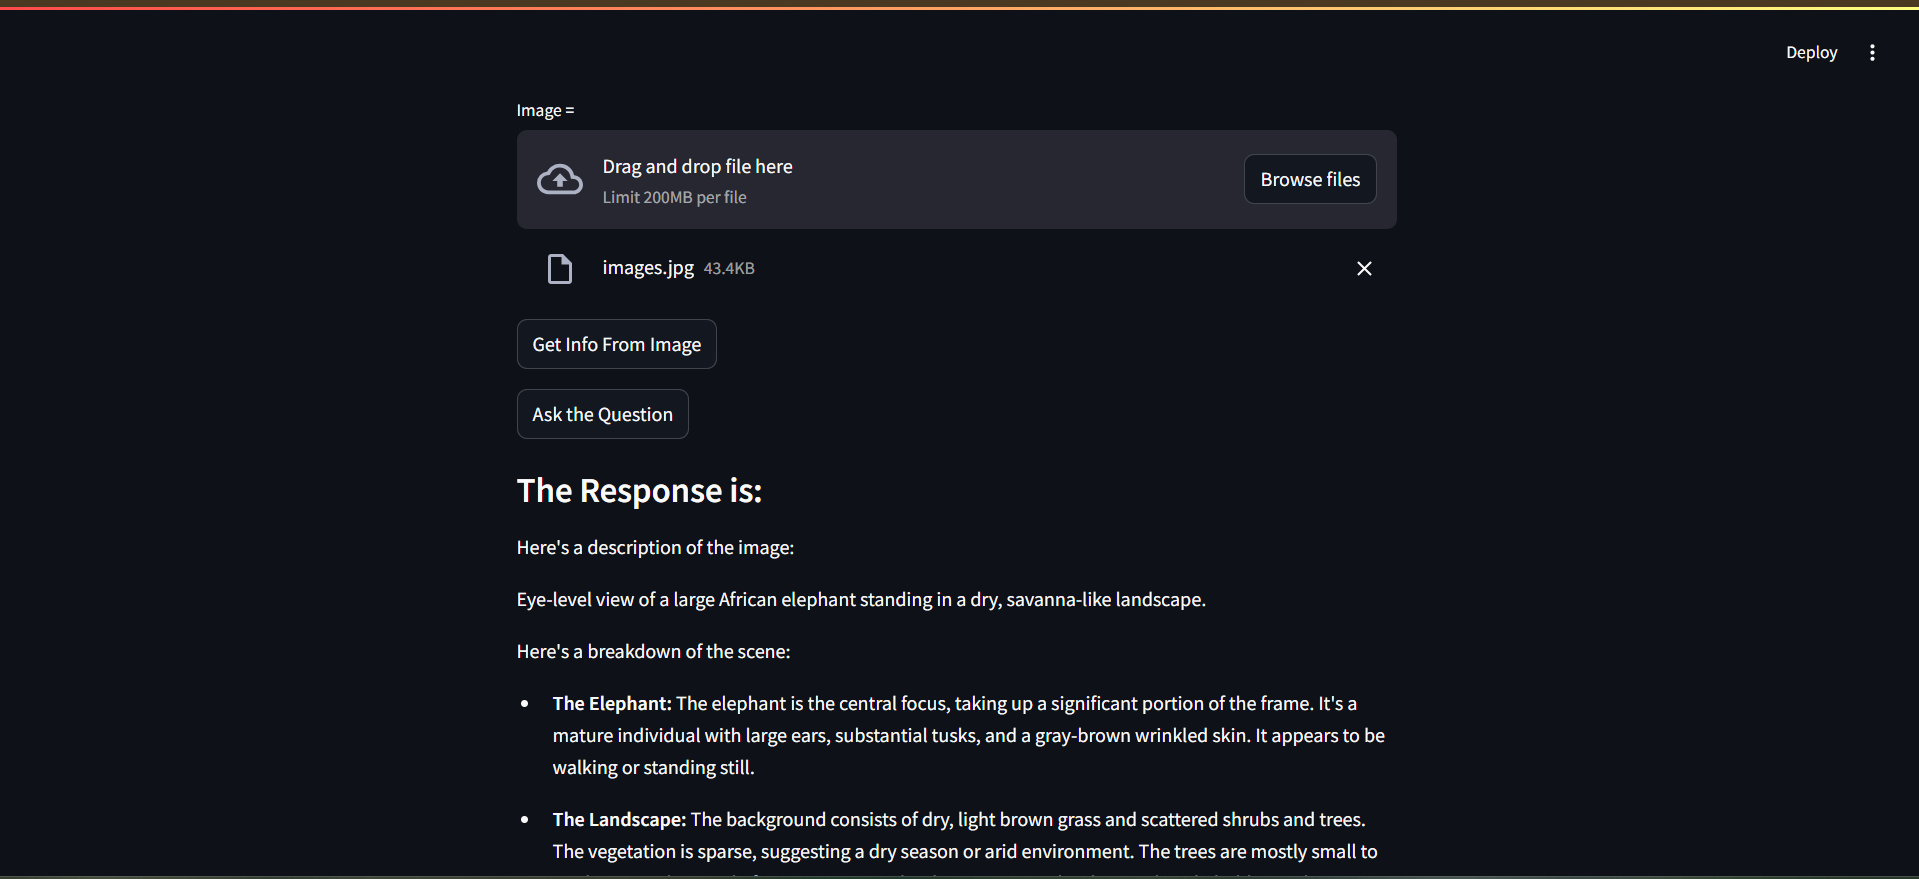 Deploy
Image =
Drag and drop file here
Limit 200MB per file
Browse files
images.jpg 43.4KB
Get Info From Image
Ask the Question
The Response is:
Here's a description of the image:
Eye-level view of a large African elephant standing in a dry, savanna-like landscape.
Here's a breakdown of the scene:
The Elephant: The elephant is the central focus, taking up a significant portion of the frame. It's a
mature individual with large ears, substantial tusks, and a gray-brown wrinkled skin. It appears to be
walking or standing still.
The Landscape: The background consists of dry, light brown grass and scattered shrubs and trees.
The vegetation is sparse, suggesting a dry season or arid environment. The trees are mostly small to